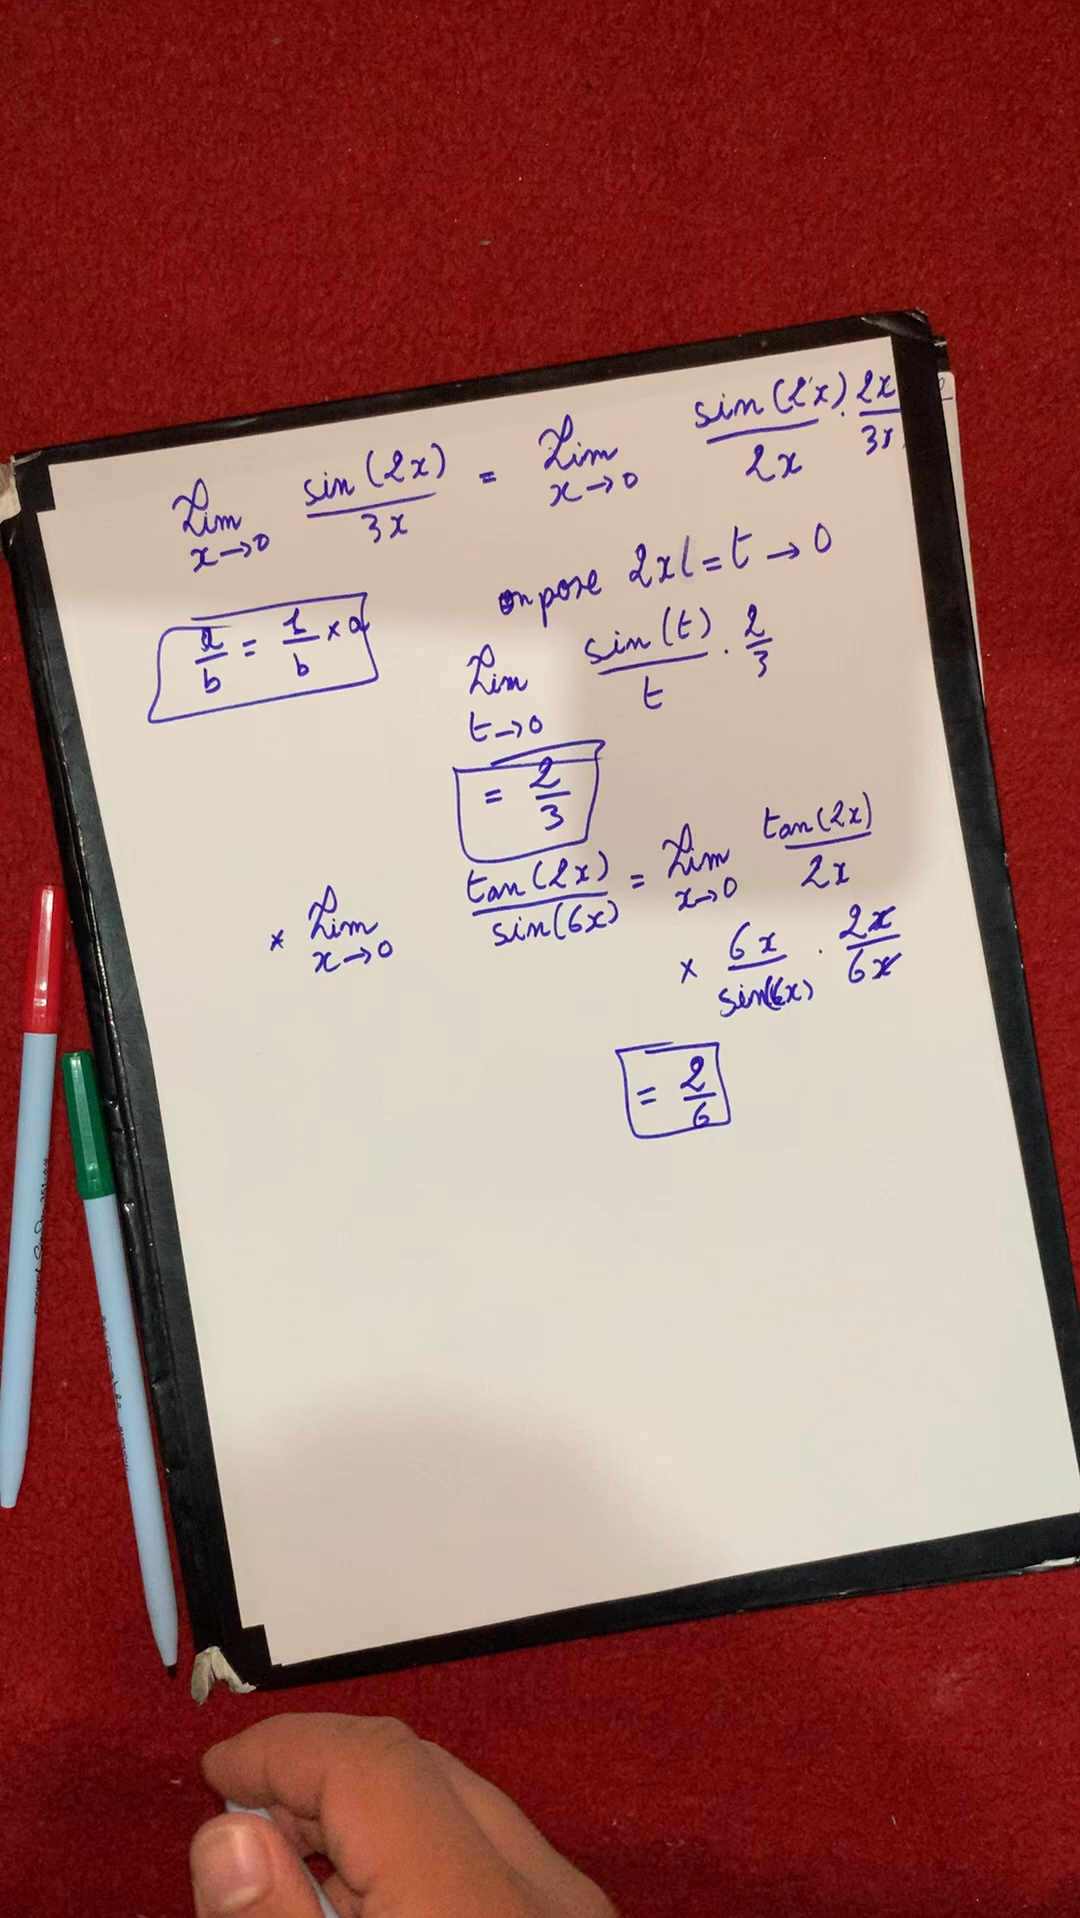 Lim x→0 sin(2x)/3x = Lim x→0 sin(2x)/2x · 2x/3x
on pose 2x = t → 0
a/b = 1/b × a
Lim t→0 sin(t)/t · 2/3
= 2/3
× Lim x→0 tan(2x)/sin(6x) = Lim x→0 tan(2x)/2x
× 6x/sin(6x) · 2x/6x
= 2/6